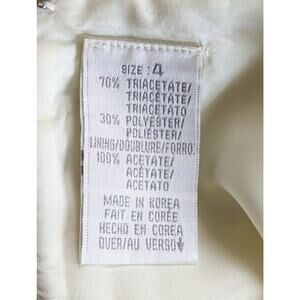 SIZE : 4
70% TRIACETATE/
TRIACÉTATE/
TRIACETATO
30% POLYESTER/
POLIÉSTER/
LINING/DOUBLURE/FORRO:
100% ACETATE/
ACÉTATE/
ACETATO
MADE IN KOREA
FAIT EN CORÉE
HECHO EN COREA
OVER/AU VERSO